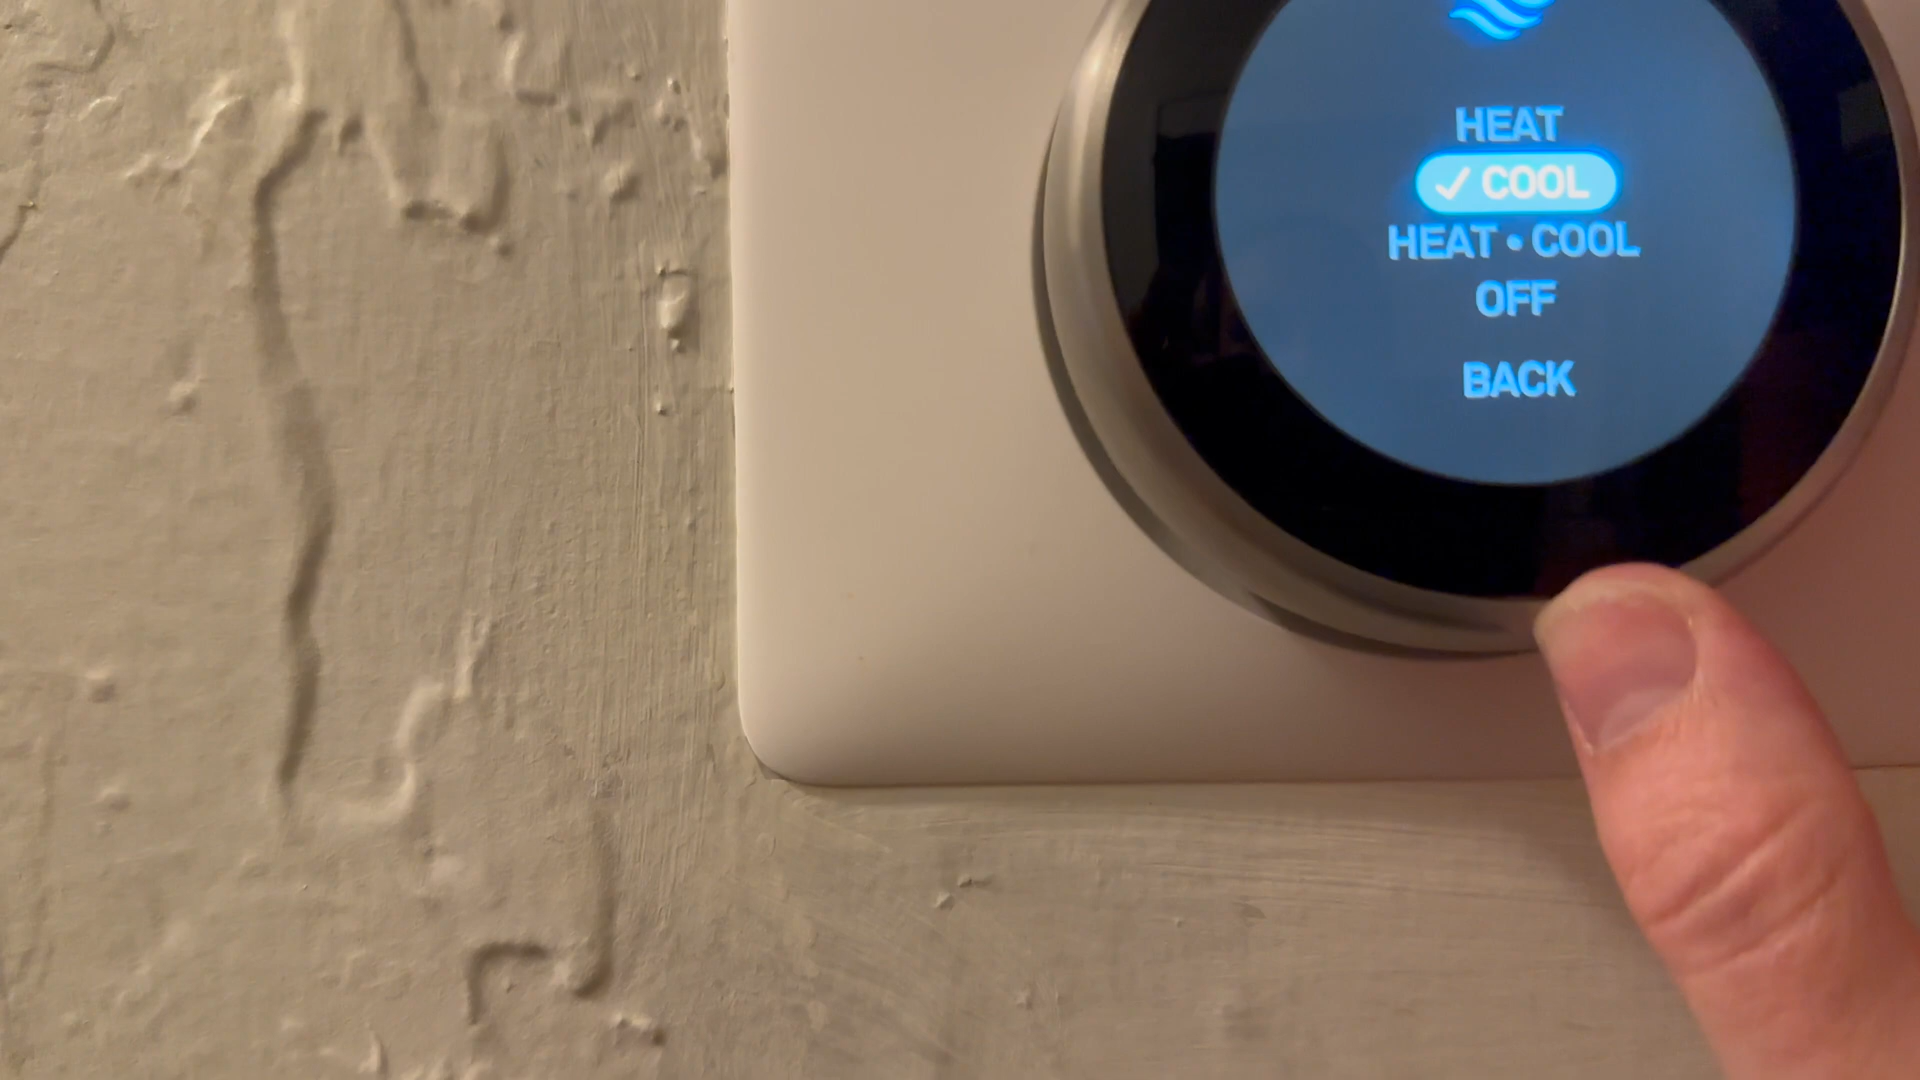 HEAT
✓ COOL
HEAT • COOL
OFF
BACK